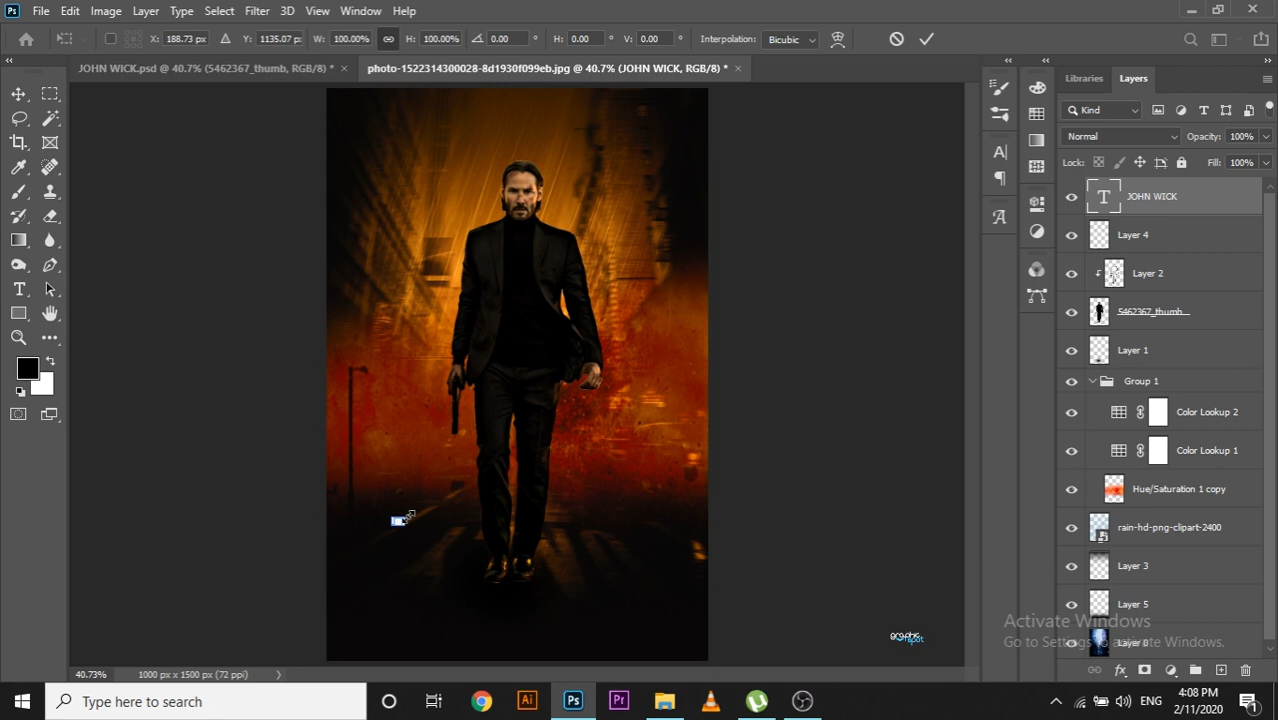 Ps File Edit Image Layer Type Select Filter 3D View Window Help
X: 188.73 px Y: 1135.07 px W: 100.00% H: 100.00% 0.00 ° H: 0.00 ° V: 0.00 ° Interpolation: Bicubic
JOHN WICK.psd @ 40.7% (5462367_thumb, RGB/8) * × photo-1522314300028-8d1930f099eb.jpg @ 40.7% (JOHN WICK, RGB/8) * ×
Libraries Layers
Kind
Normal Opacity: 100%
Lock: Fill: 100%
JOHN WICK
Layer 4
Layer 2
5462367_thumb
Layer 1
Group 1
Color Lookup 2
Color Lookup 1
Hue/Saturation 1 copy
rain-hd-png-clipart-2400
Layer 3
Layer 5
Activate Windows
Go to Settings to activate Windows.
graphic
spot
40.73% 1000 px x 1500 px (72 ppi)
Type here to search
Ai Ps Pr
ENG
4:08 PM
2/11/2020
1